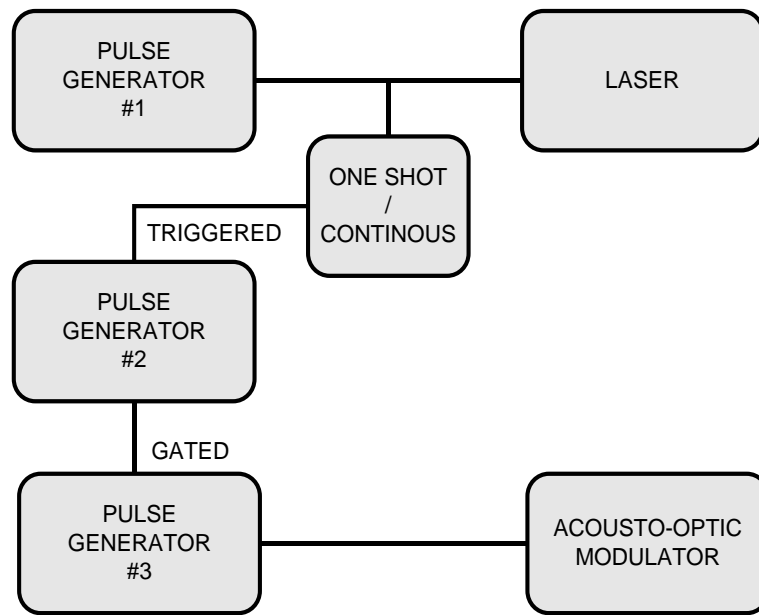 PULSE
GENERATOR
#1
LASER
ONE SHOT
/
CONTINOUS
TRIGGERED
PULSE
GENERATOR
#2
GATED
PULSE
GENERATOR
#3
ACOUSTO-OPTIC
MODULATOR